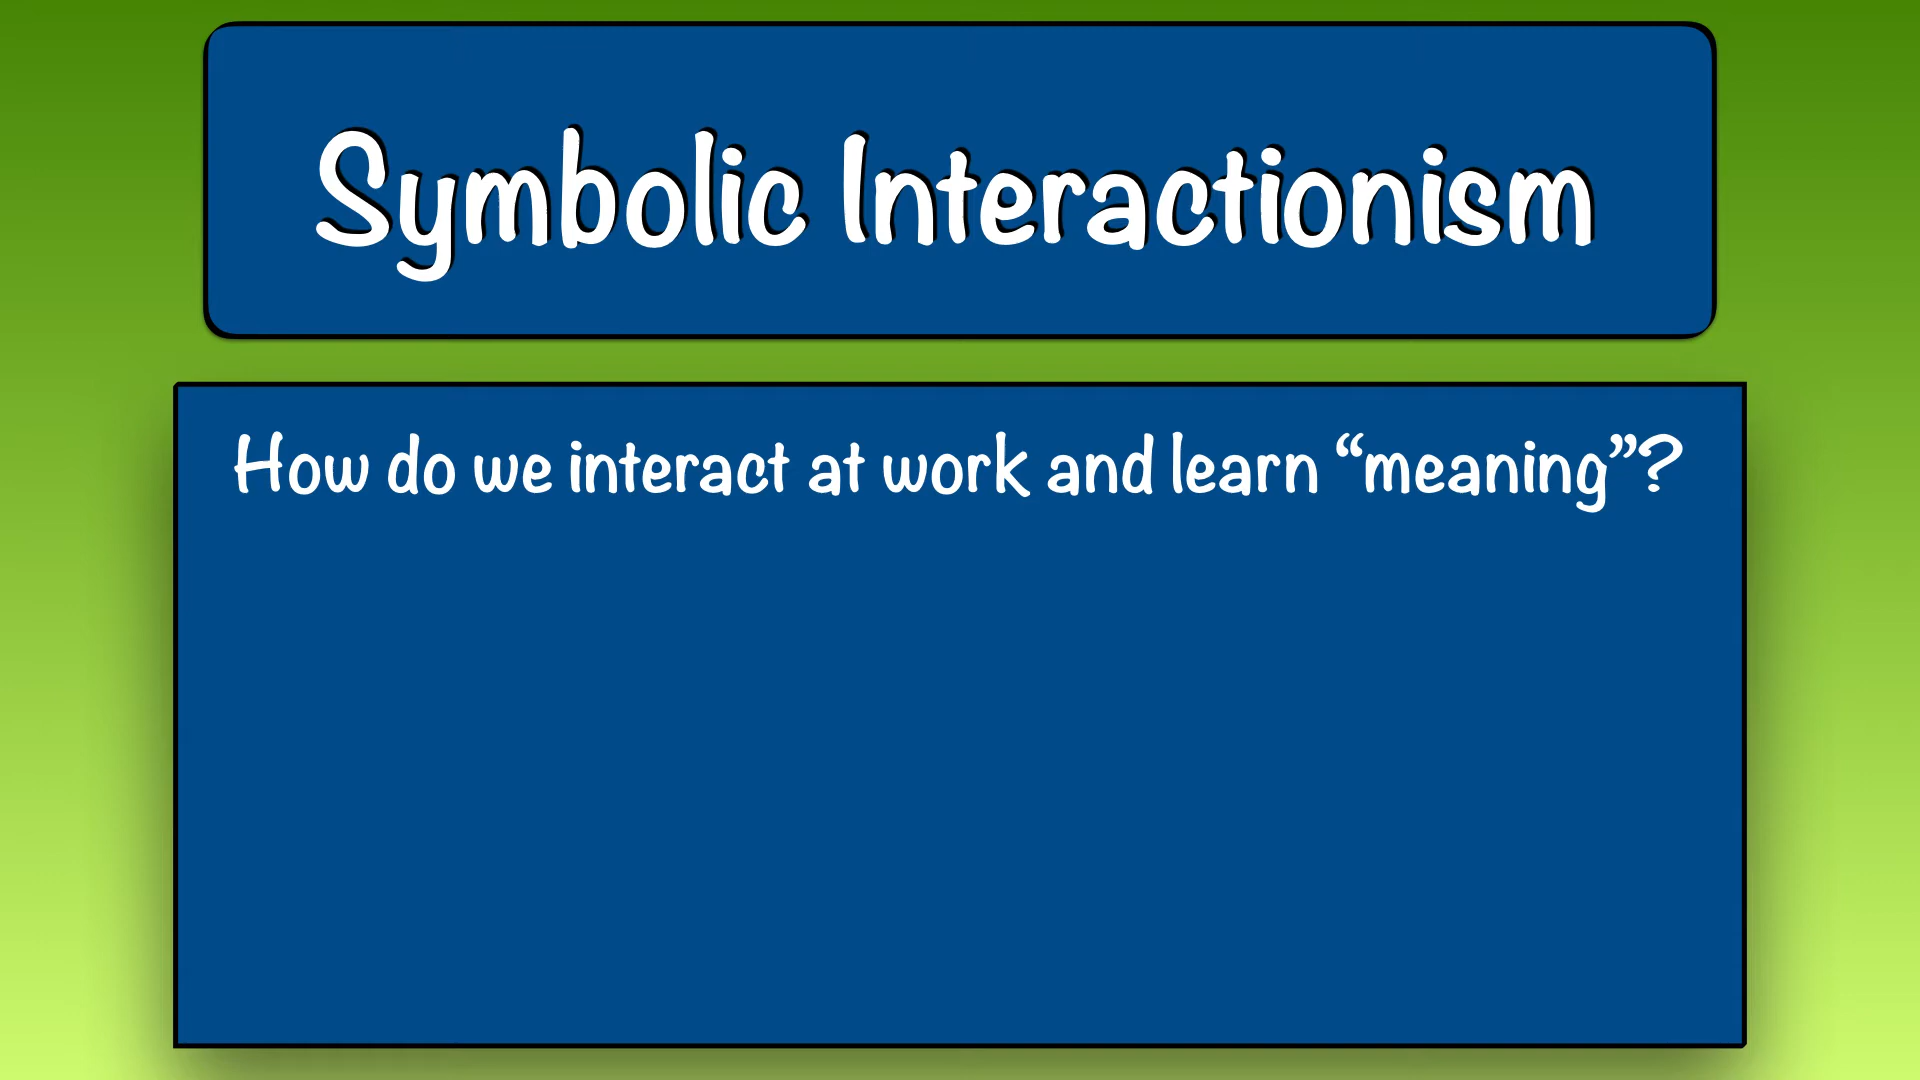 Symbolic Interactionism
How do we interact at work and learn “meaning”?